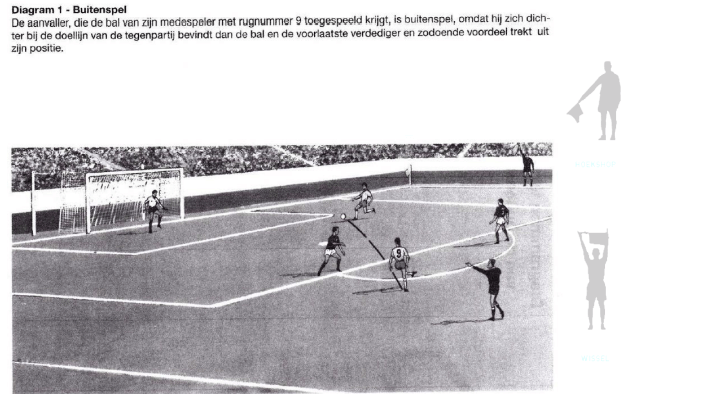 Diagram 1 - Buitenspel
De aanvaller, die de bal van zijn medespeler met rugnummer 9 toegespeeld krijgt, is buitenspel, omdat hij zich dich-
ter bij de doellijn van de tegenpartij bevindt dan de bal en de voorlaatste verdediger en zodoende voordeel trekt uit
zijn positie.
9